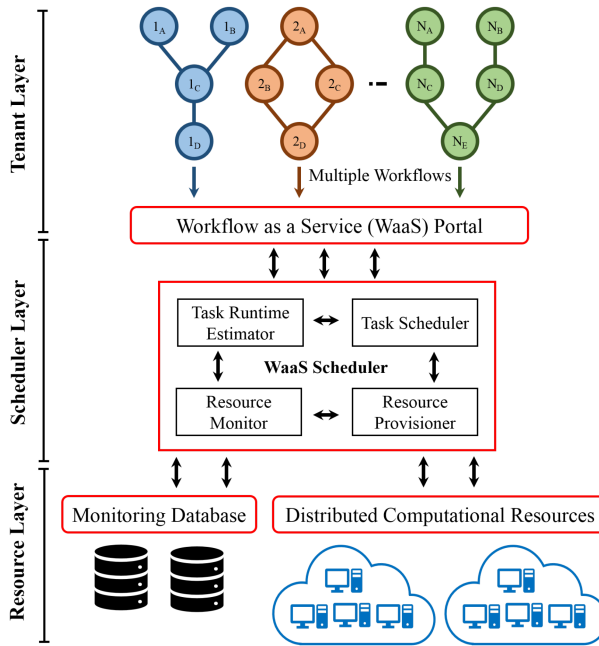 Tenant Layer
1A 1B 2A NA NB
1C 2B 2C NC ND
1D 2D NE
Multiple Workflows
Workflow as a Service (WaaS) Portal
Scheduler Layer
Task Runtime
Estimator
Task Scheduler
WaaS Scheduler
Resource
Monitor
Resource
Provisioner
Resource Layer
Monitoring Database
Distributed Computational Resources